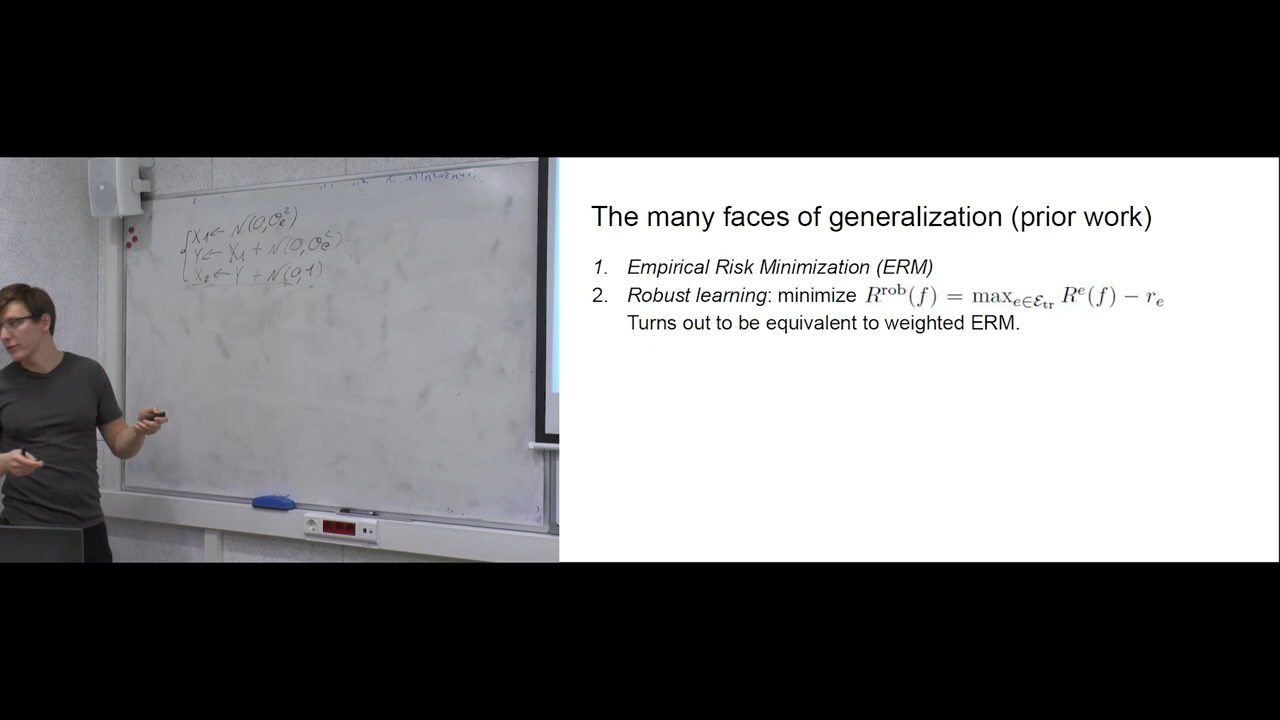 X₁ ← N(0, σₑ²)
Y ← X₁ + N(0, σₑ²)
X₂ ← Y + N(0, 1)
The many faces of generalization (prior work)
1. Empirical Risk Minimization (ERM)
2. Robust learning: minimize R^rob(f) = max_{e∈ℰ_tr} R^e(f) − r_e
Turns out to be equivalent to weighted ERM.